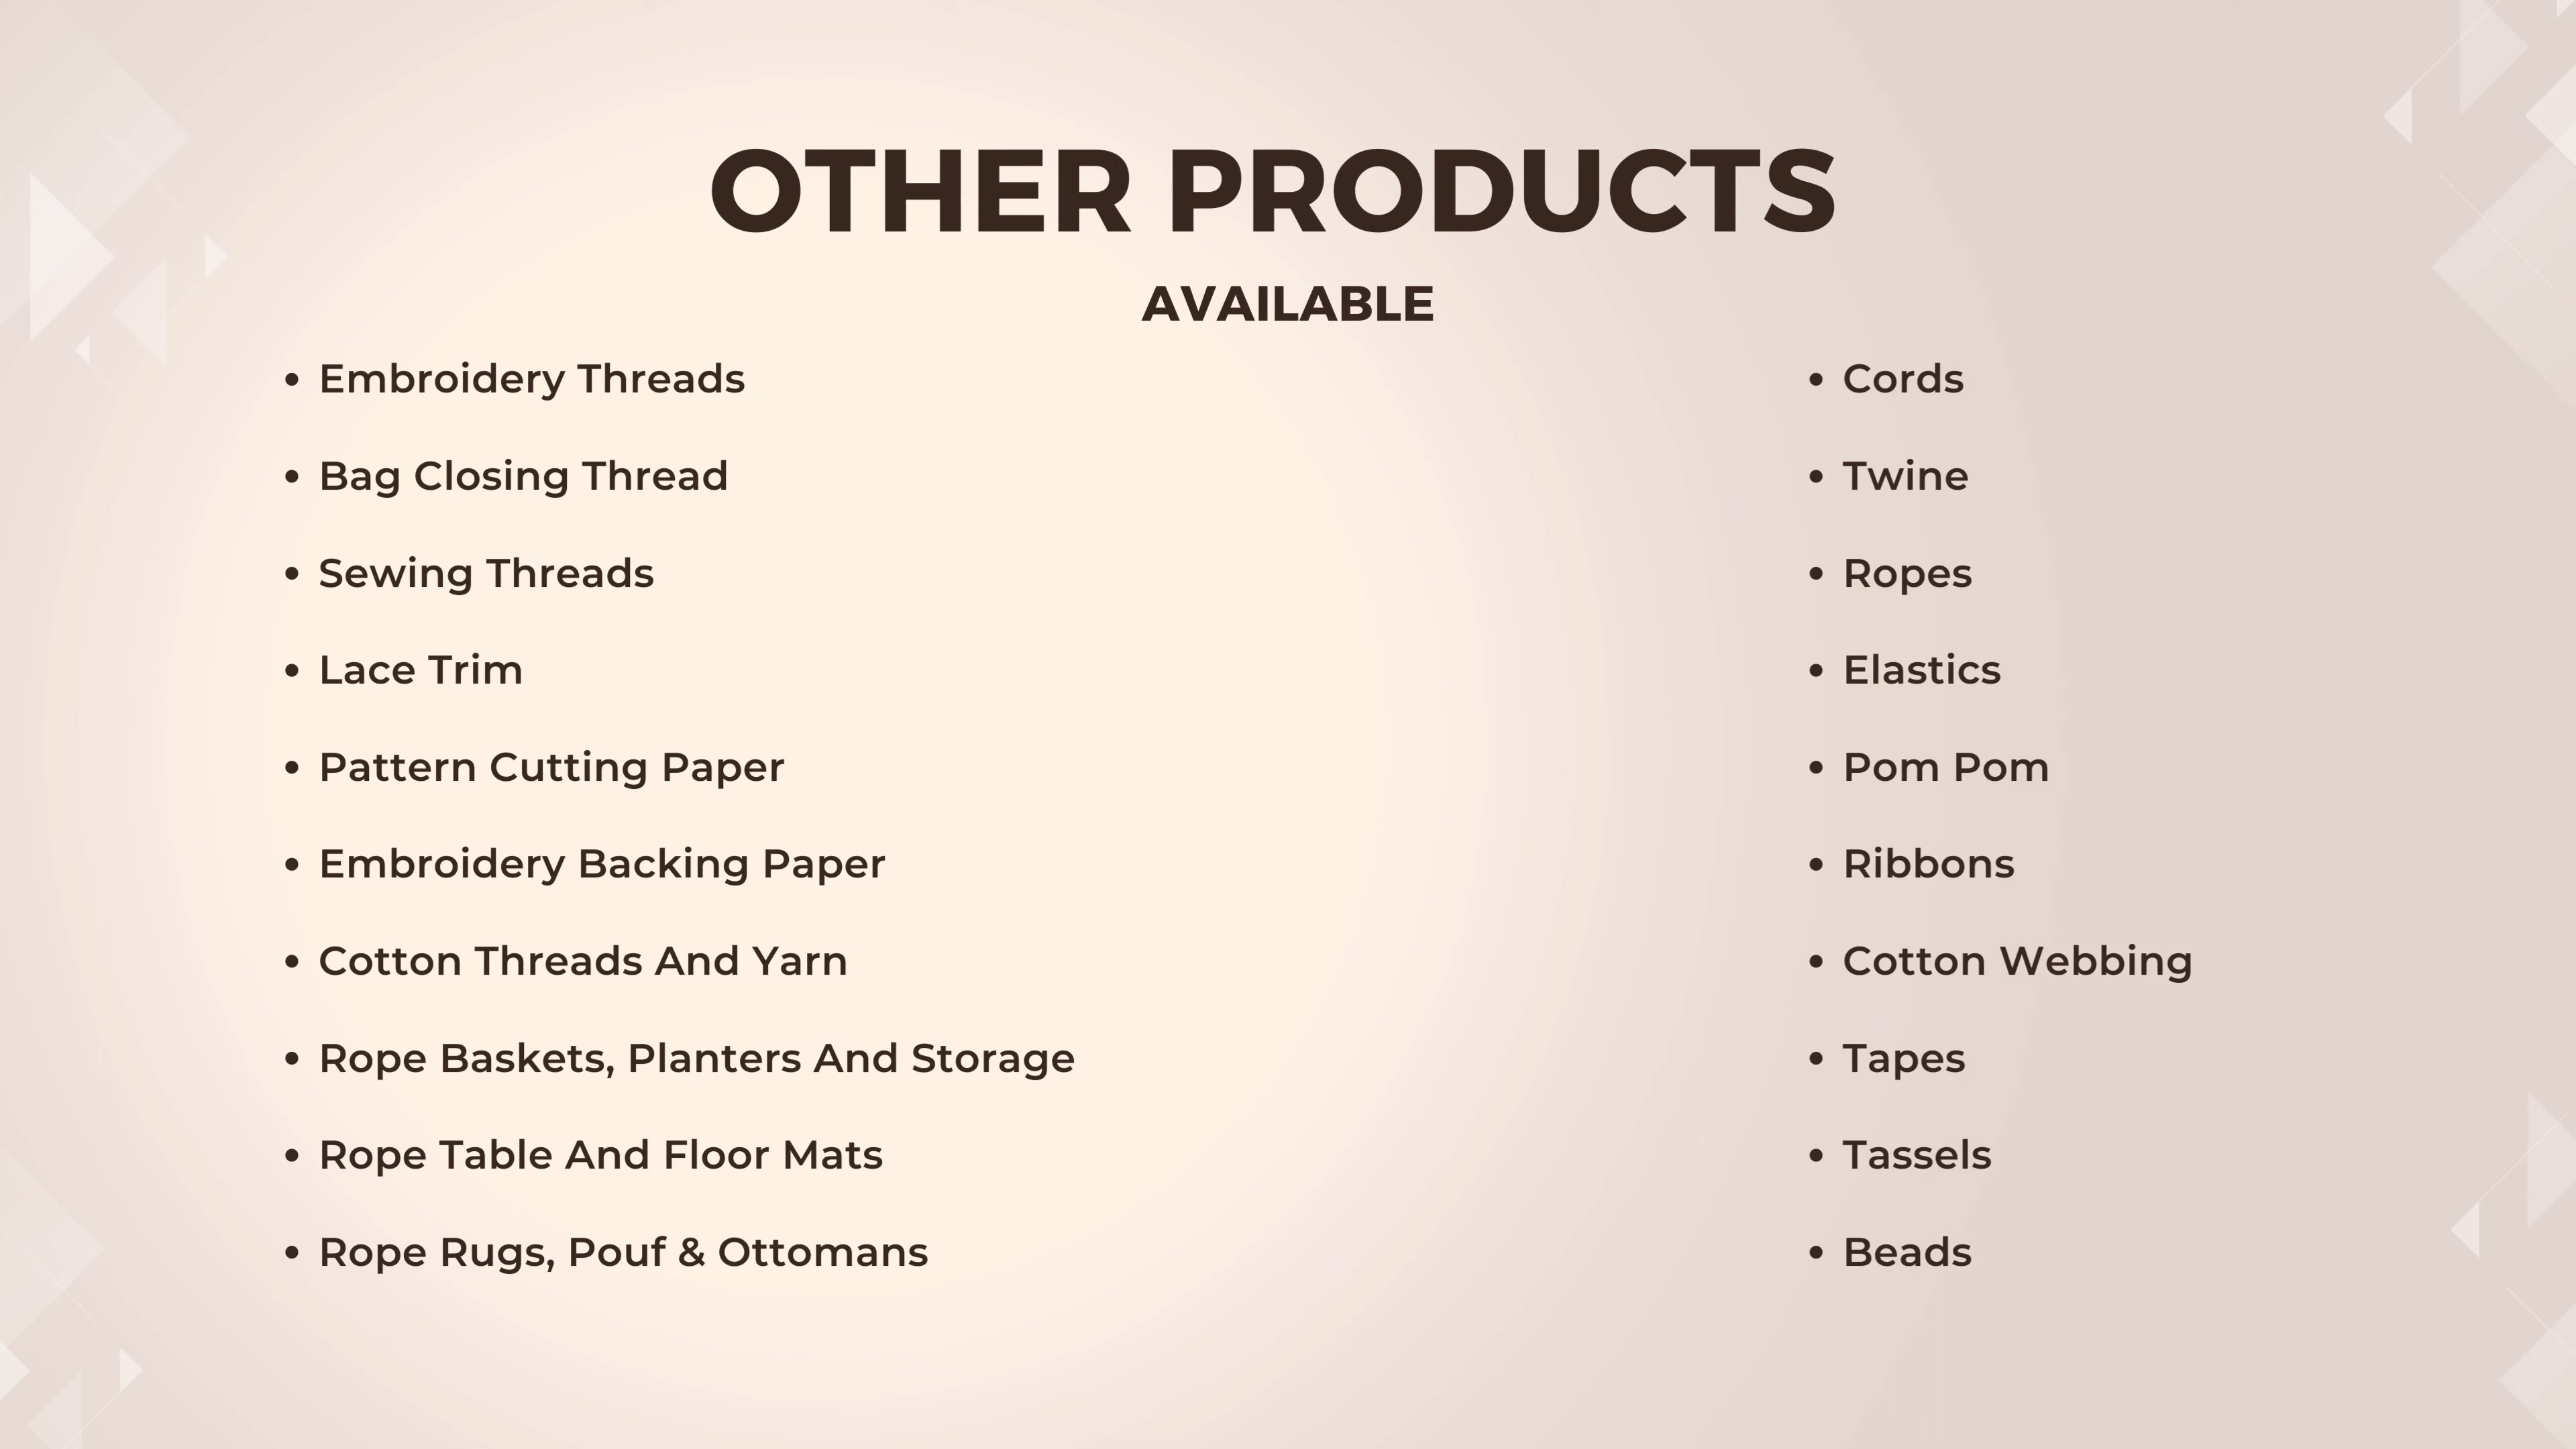 OTHER PRODUCTS
AVAILABLE
• Embroidery Threads
• Bag Closing Thread
• Sewing Threads
• Lace Trim
• Pattern Cutting Paper
• Embroidery Backing Paper
• Cotton Threads And Yarn
• Rope Baskets, Planters And Storage
• Rope Table And Floor Mats
• Rope Rugs, Pouf & Ottomans
• Cords
• Twine
• Ropes
• Elastics
• Pom Pom
• Ribbons
• Cotton Webbing
• Tapes
• Tassels
• Beads